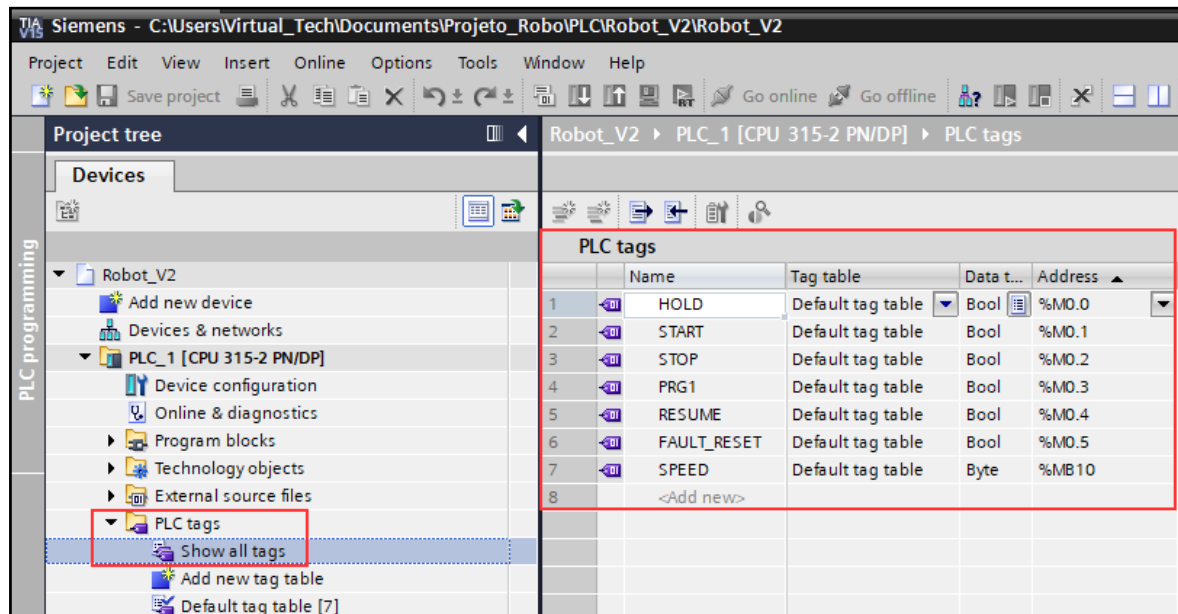 TIA V15 Siemens - C:\Users\Virtual_Tech\Documents\Projeto_Robo\PLC\Robot_V2\Robot_V2
Project Edit View Insert Online Options Tools Window Help
Save project Go online Go offline
Project tree
Robot_V2 PLC_1 [CPU 315-2 PN/DP] PLC tags
Devices
PLC programming
Robot_V2
Add new device
Devices & networks
PLC_1 [CPU 315-2 PN/DP]
Device configuration
Online & diagnostics
Program blocks
Technology objects
External source files
PLC tags
Show all tags
Add new tag table
Default tag table [7]
PLC tags
Name Tag table Data t... Address
1 HOLD Default tag table Bool %M0.0
2 START Default tag table Bool %M0.1
3 STOP Default tag table Bool %M0.2
4 PRG1 Default tag table Bool %M0.3
5 RESUME Default tag table Bool %M0.4
6 FAULT_RESET Default tag table Bool %M0.5
7 SPEED Default tag table Byte %MB10
8 <Add new>